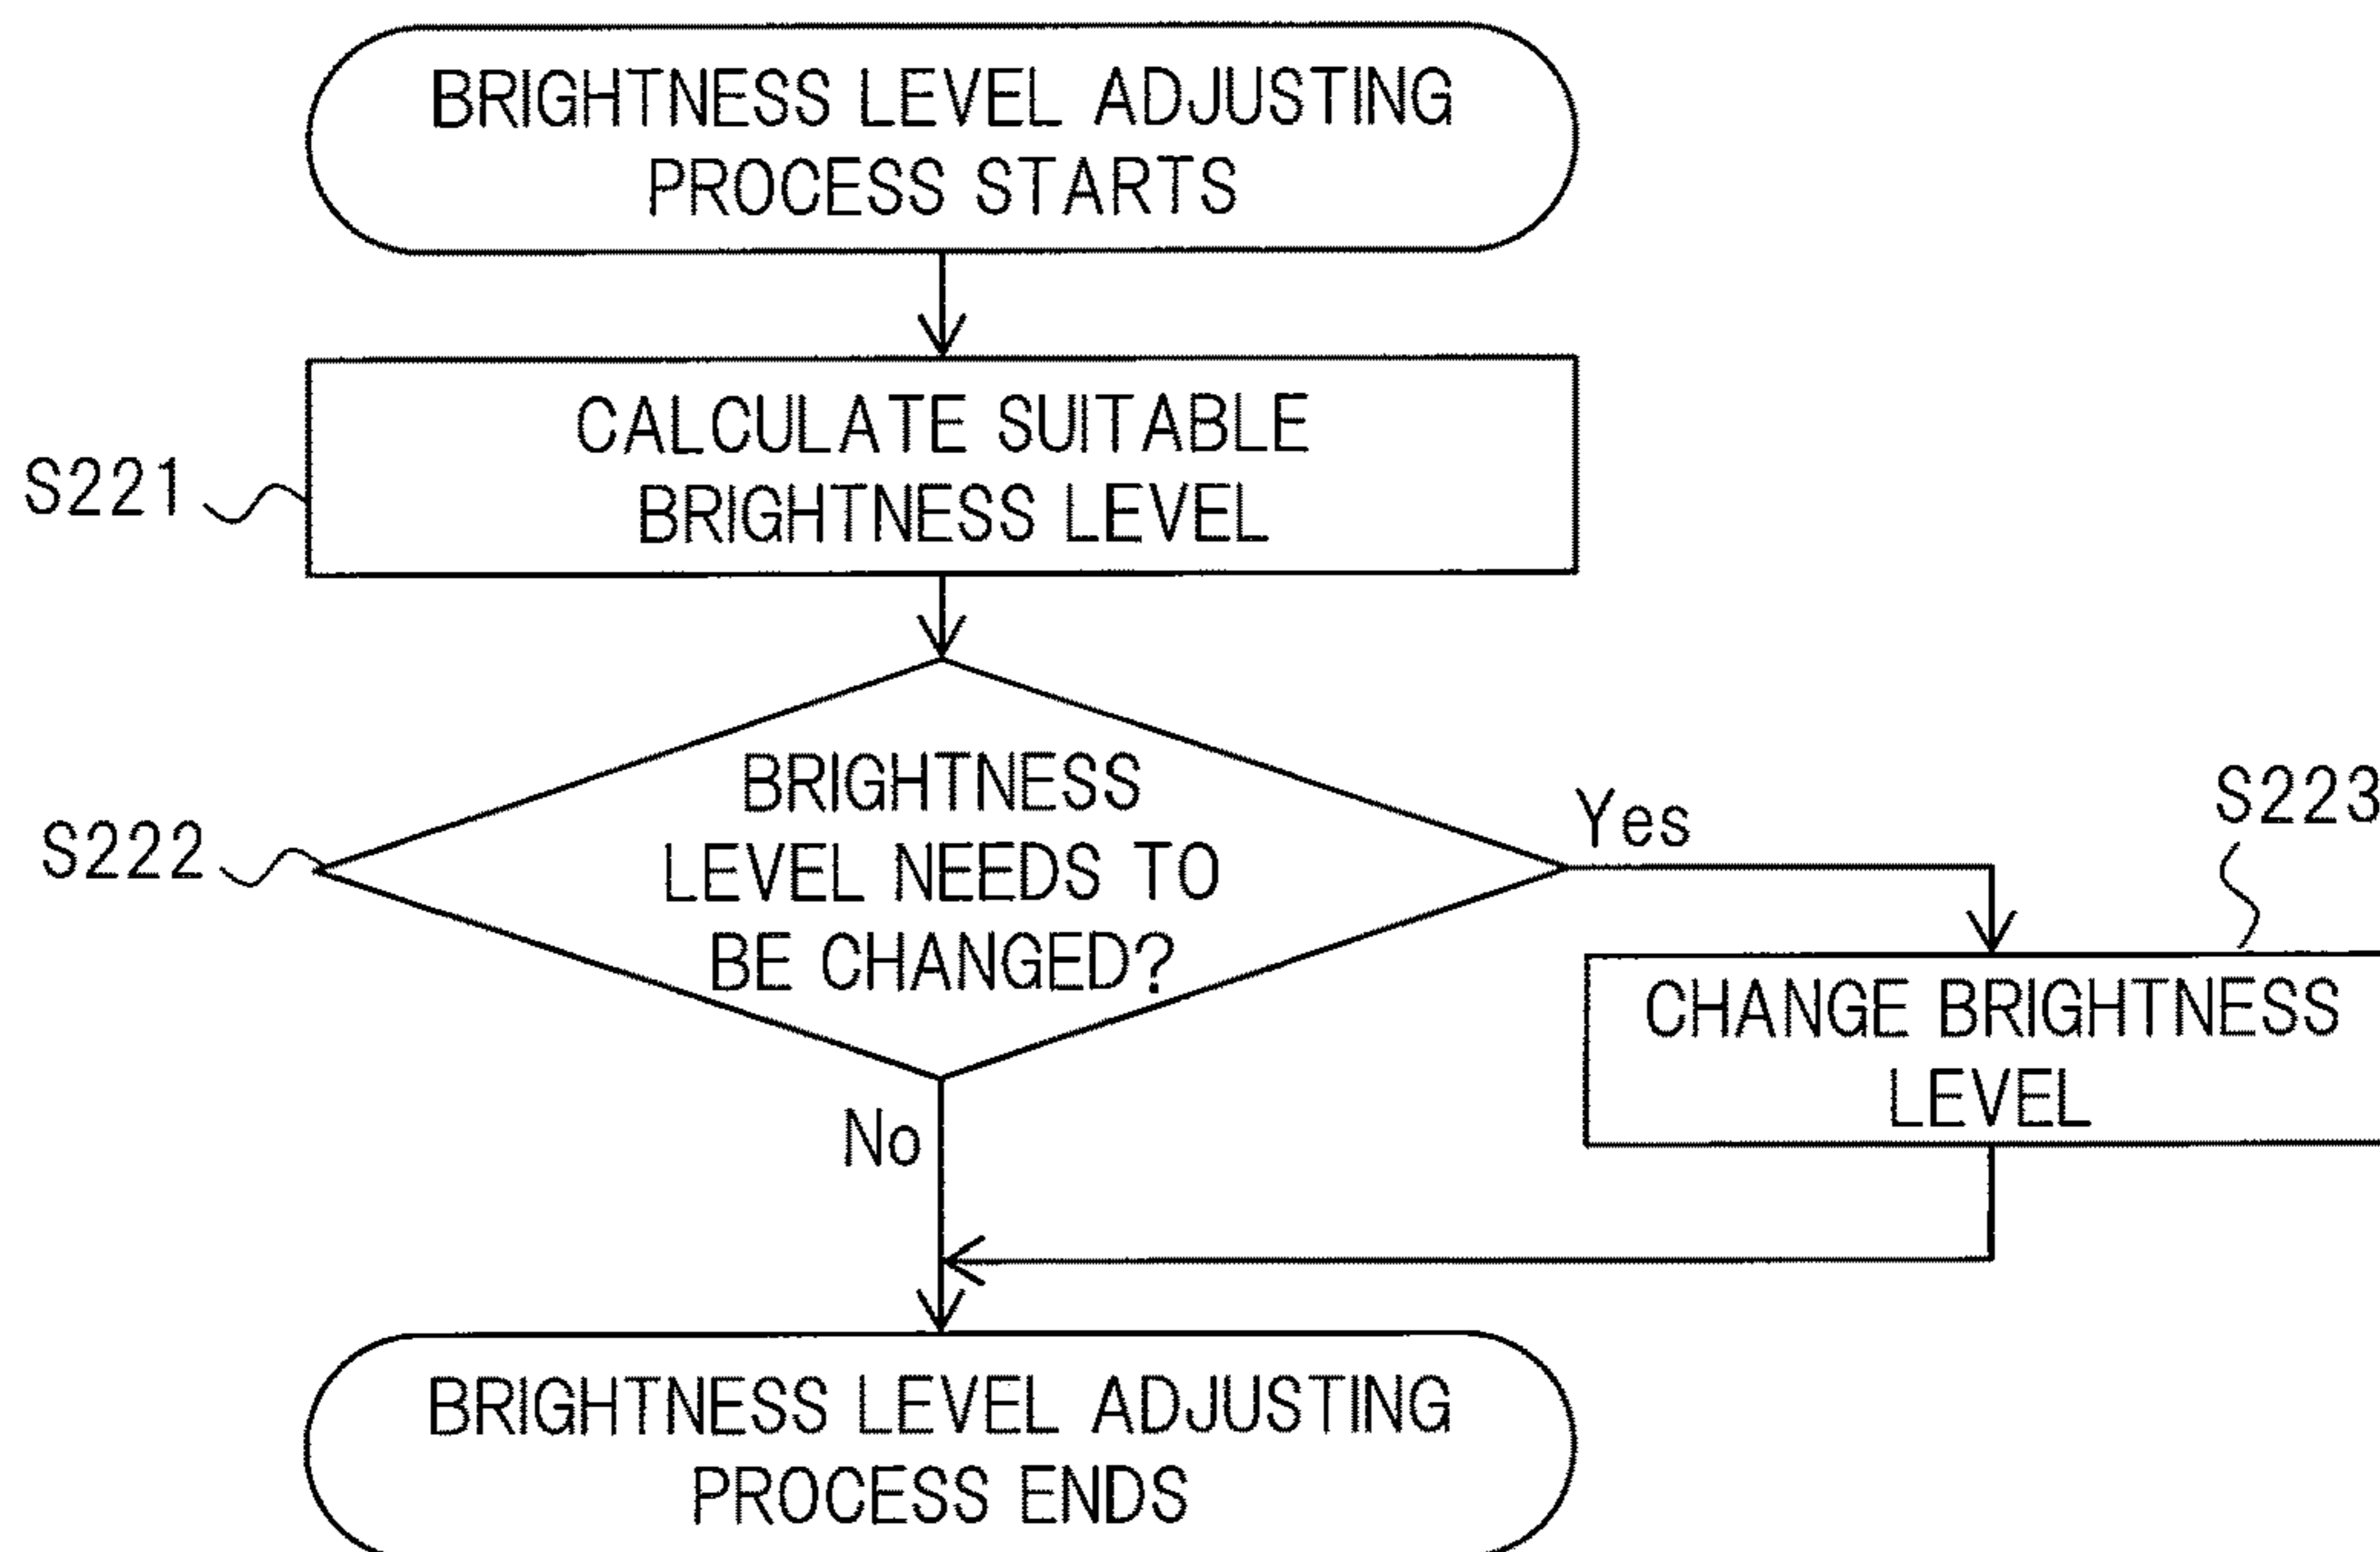 BRIGHTNESS LEVEL ADJUSTING
PROCESS STARTS
S221
CALCULATE SUITABLE
BRIGHTNESS LEVEL
S222
BRIGHTNESS
LEVEL NEEDS TO
BE CHANGED?
Yes
S223
CHANGE BRIGHTNESS
LEVEL
No
BRIGHTNESS LEVEL ADJUSTING
PROCESS ENDS